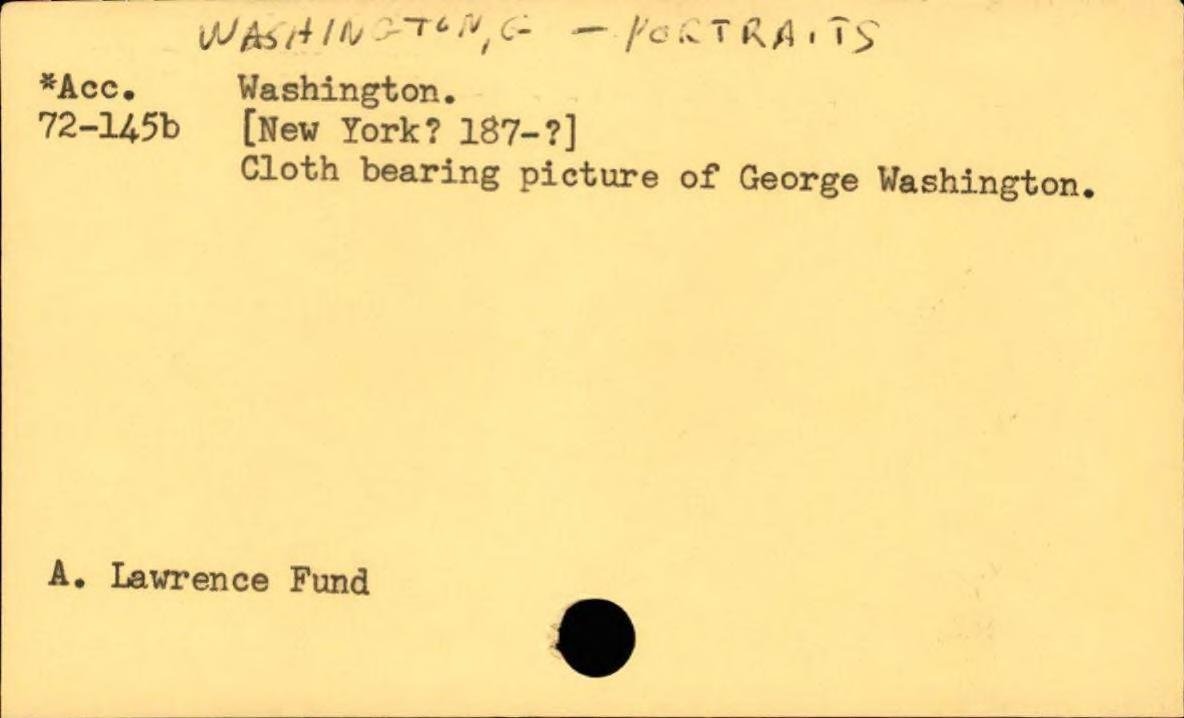 WASHINGTON, G - PORTRAITS
*Acc. Washington.
72-145b [New York? 187-?]
Cloth bearing picture of George Washington.
A. Lawrence Fund